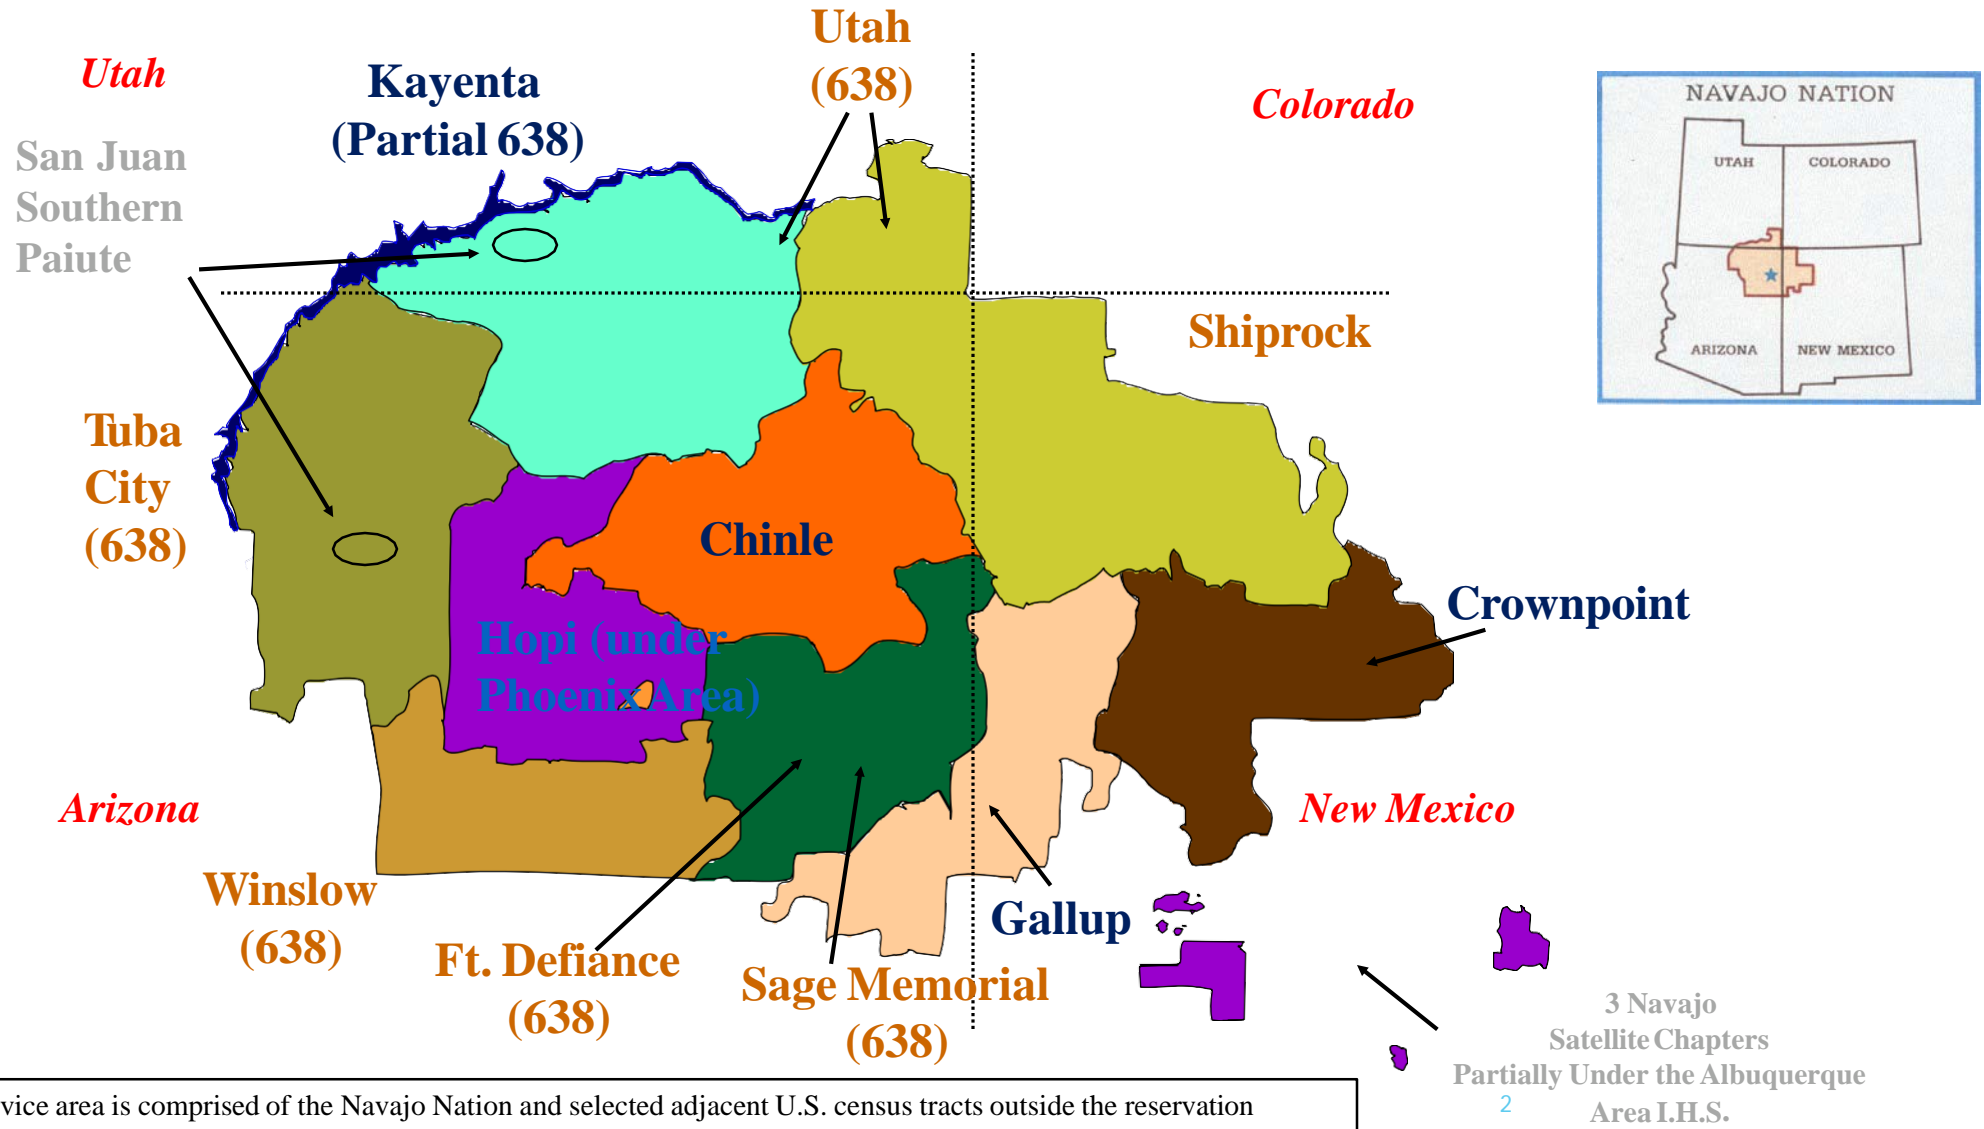 Utah
(638)
Utah
Kayenta
(Partial 638)
Colorado
San Juan
Southern
Paiute
NAVAJO NATION
UTAH
COLORADO
ARIZONA
NEW MEXICO
Shiprock
Tuba
City
(638)
Chinle
Crownpoint
Hopi (under
Phoenix Area)
Arizona
New Mexico
Winslow
(638)
Gallup
Ft. Defiance
(638)
Sage Memorial
(638)
3 Navajo
Satellite Chapters
Partially Under the Albuquerque
Area I.H.S.
2
vice area is comprised of the Navajo Nation and selected adjacent U.S. census tracts outside the reservation